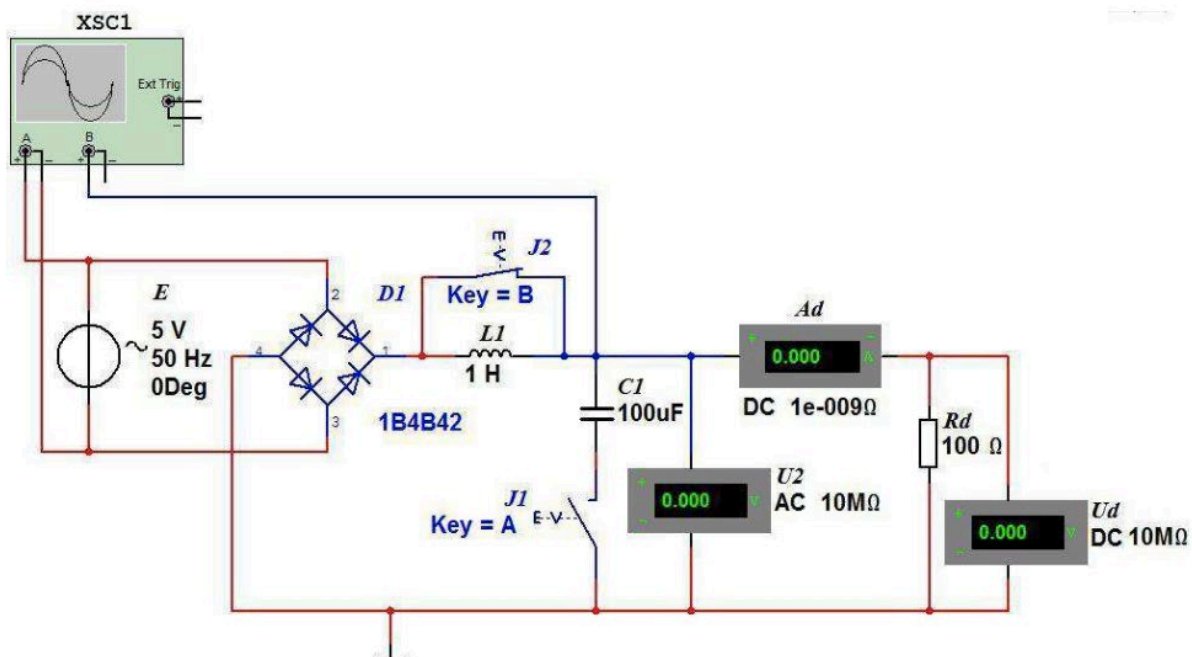 XSC1
Ext Trig
+
−
A
B
+ −
+ −
E
5 V
50 Hz
0Deg
2
4
1
3
D1
1B4B42
E V
J2
Key = B
L1
1 H
C1
100uF
J1
E V
Key = A
Ad
+ −
0.000 A
DC 1e-009Ω
U2
+
0.000 V
−
AC 10MΩ
Rd
100 Ω
Ud
+
0.000 V
−
DC 10MΩ